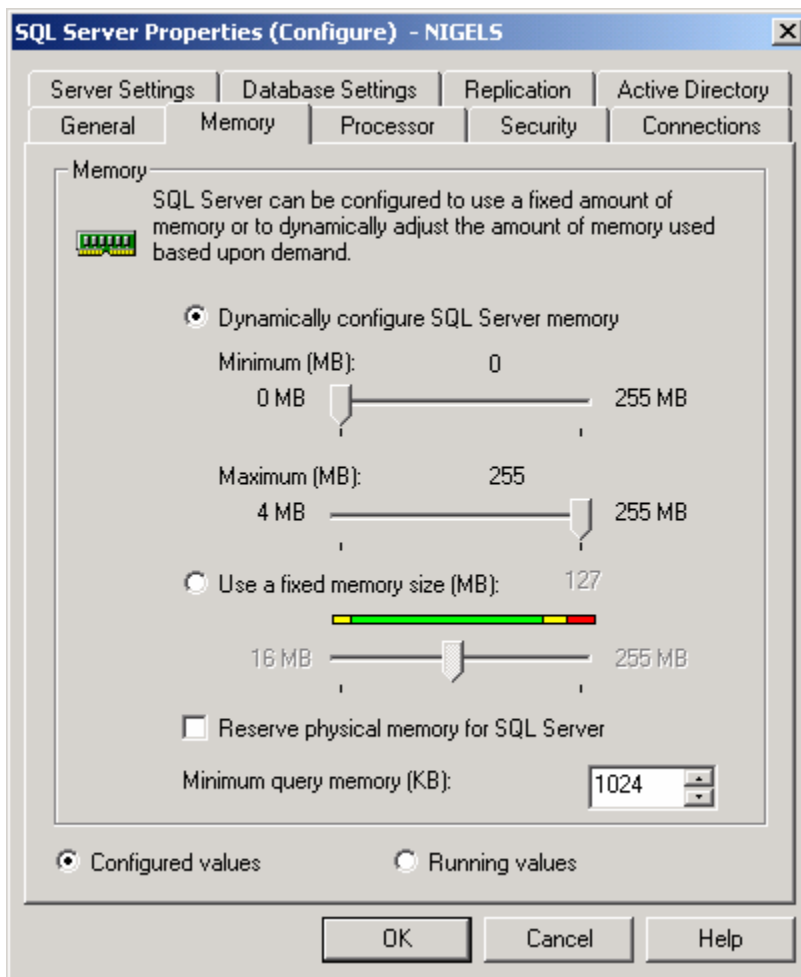 SQL Server Properties (Configure) - NIGELS
Server Settings
Database Settings
Replication
Active Directory
General
Memory
Processor
Security
Connections
Memory
SQL Server can be configured to use a fixed amount of
memory or to dynamically adjust the amount of memory used
based upon demand.
Dynamically configure SQL Server memory
Minimum (MB): 0
0 MB 255 MB
Maximum (MB): 255
4 MB 255 MB
Use a fixed memory size (MB): 127
16 MB 255 MB
Reserve physical memory for SQL Server
Minimum query memory (KB): 1024
Configured values
Running values
OK
Cancel
Help